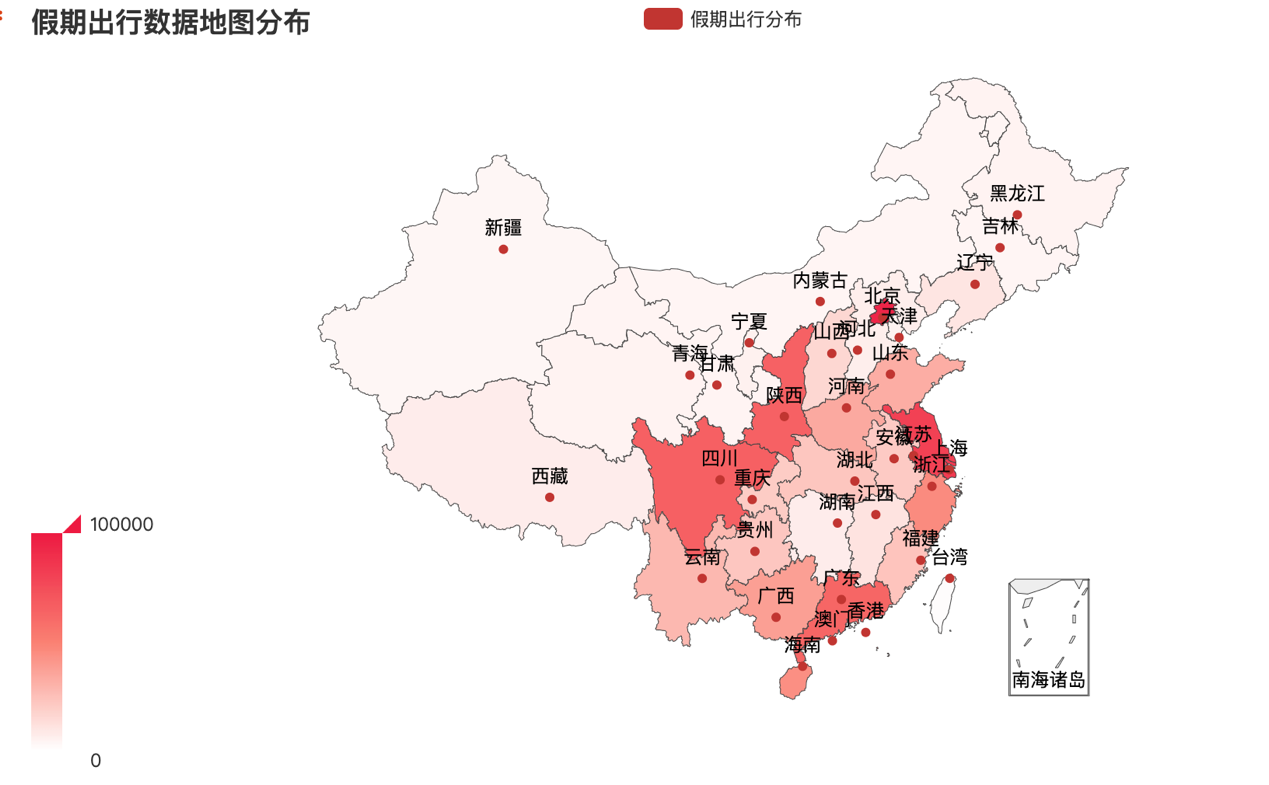 假期出行数据地图分布
假期出行分布
黑龙江
新疆
吉林
辽宁
内蒙古
北京
天津
宁夏
山西
河北
青海
甘肃
山东
河南
陕西
江苏
安徽
上海
四川
湖北
浙江
西藏
重庆
江西
湖南
100000
贵州
福建
云南
台湾
广东
广西
香港
澳门
海南
南海诸岛
0